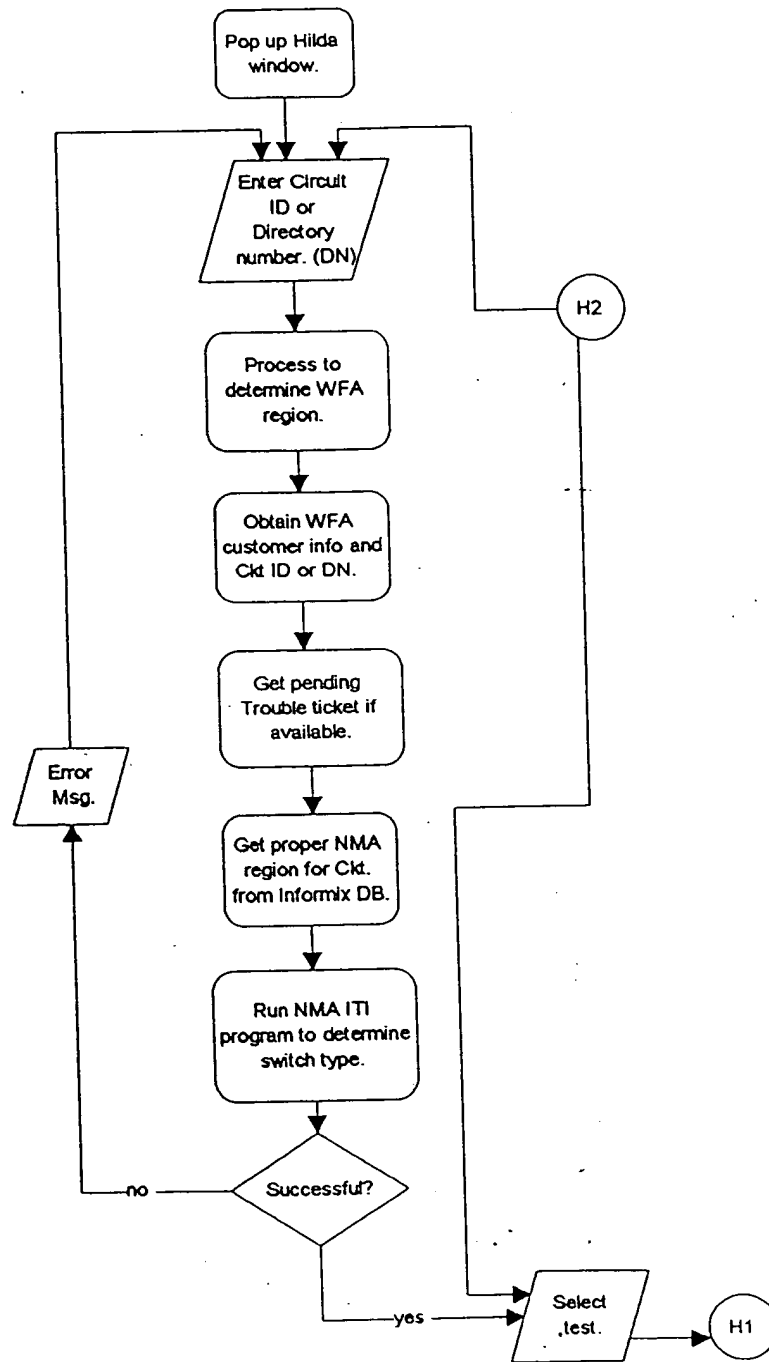 Pop up Hilda
window.
Enter Circuit
ID or
Directory
number. (DN)
H2
Process to
determine WFA
region.
Obtain WFA
customer info and
Ckt ID or DN.
Get pending
Trouble ticket if
available.
Error
Msg.
Get proper NMA
region for Ckt.
from Informix DB.
Run NMA ITI
program to determine
switch type.
no
Successful?
yes
Select
test.
H1